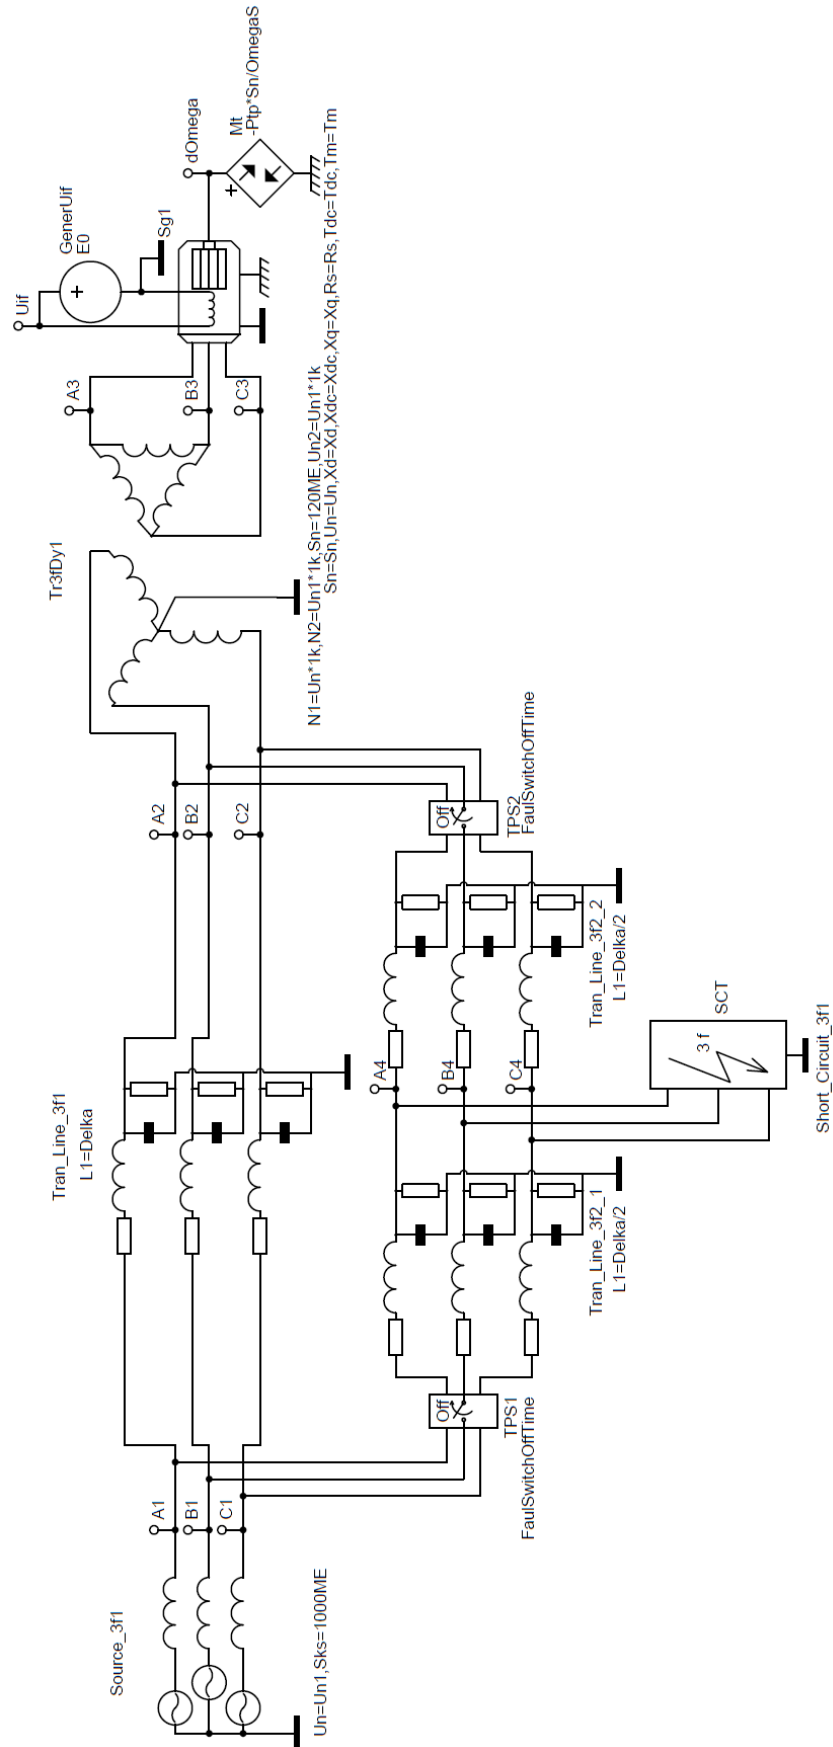 Source_3f1
Un=Un1,Sks=1000ME
A1
B1
C1
Tran_Line_3f1
L1=Delka
A2
B2
C2
Tr3fDy1
N1=Un*1k,N2=Un1*1k,Sn=120ME,Un2=Un1*1k
A3
B3
C3
Uif
GenerUif
E0
+
Sg1
dOmega
Mt
-Ptp*Sn/OmegaS
+
Sn=Sn,Un=Un,Xd=Xd,Xdc=Xdc,Xq=Xq,Rs=Rs,Tdc=Tdc,Tm=Tm
Off
TPS1
FaulSwitchOffTime
Tran_Line_3f2_1
L1=Delka/2
A4
B4
C4
Tran_Line_3f2_2
L1=Delka/2
Off
TPS2
FaulSwitchOffTime
SCT
3 f
Short_Circuit_3f1